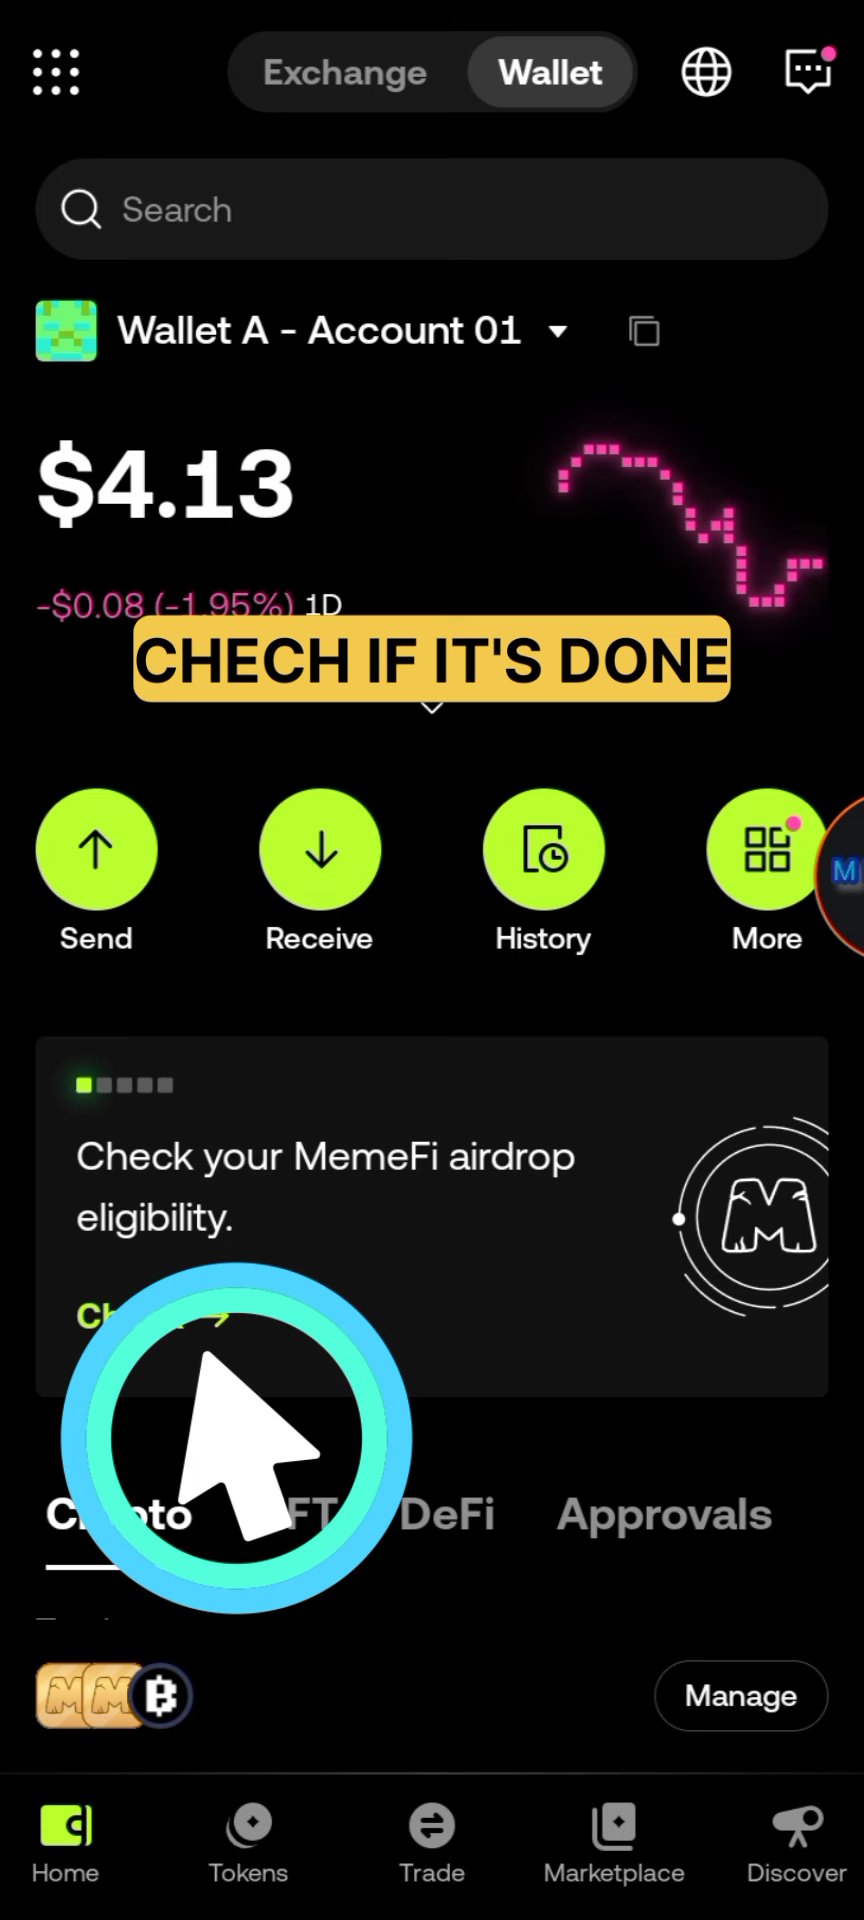 Exchange Wallet
Search
Wallet A - Account 01
$4.13
-$0.08 (-1.95%) 1D
CHECH IF IT'S DONE
Send Receive History More
M
Check your MemeFi airdrop
eligibility.
M
DeFi Approvals
Manage
Home Tokens Trade Marketplace Discover